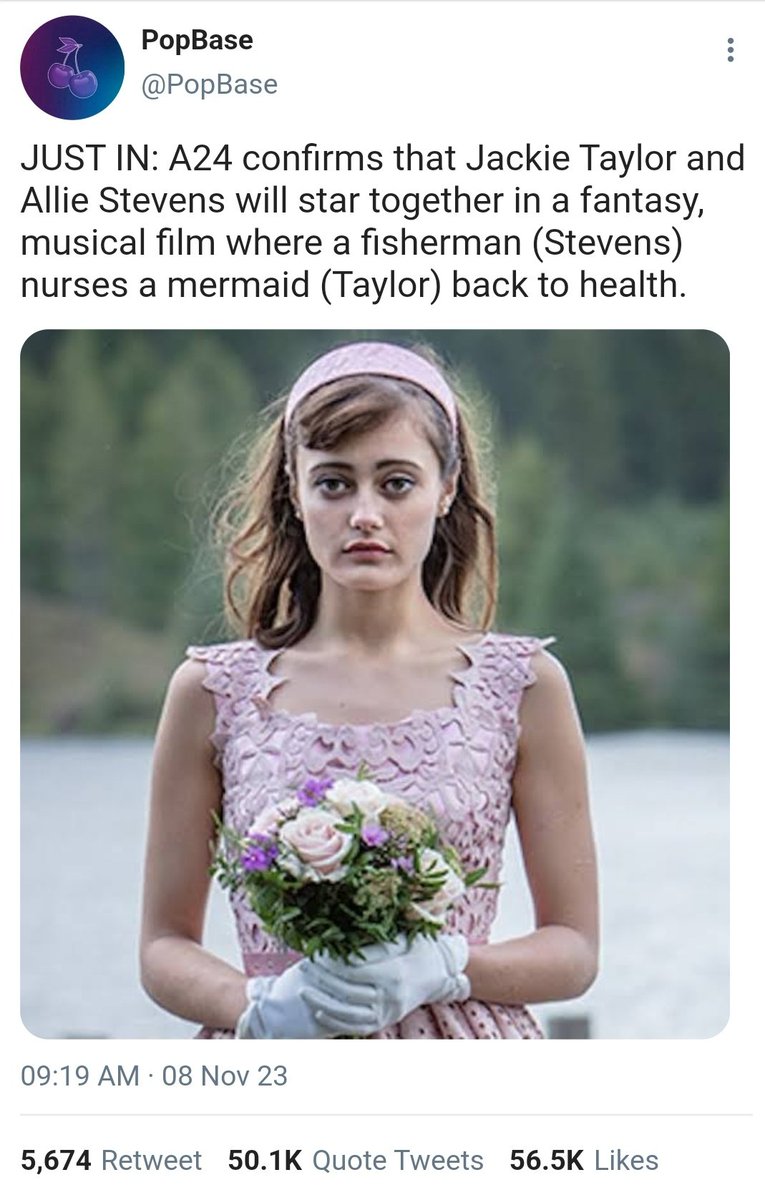 PopBase
@PopBase
JUST IN: A24 confirms that Jackie Taylor and
Allie Stevens will star together in a fantasy,
musical film where a fisherman (Stevens)
nurses a mermaid (Taylor) back to health.
09:19 AM · 08 Nov 23
5,674 Retweet 50.1K Quote Tweets 56.5K Likes